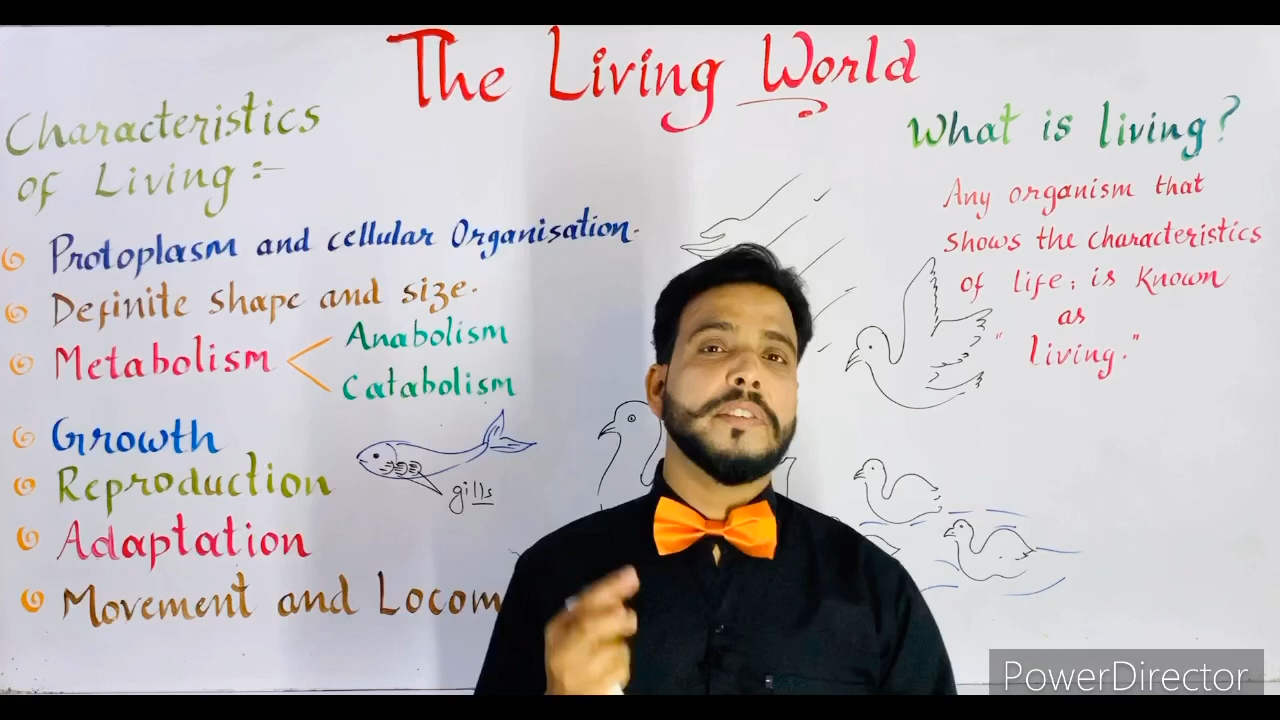 The Living World
Characteristics
of Living :-
Protoplasm and cellular Organisation.
Definite shape and size.
Metabolism
Anabolism
Catabolism
Growth
Reproduction
Adaptation
Movement and Locom
gills
What is living?
Any organism that
shows the characteristics
of life, is known
as
"living."
PowerDirector